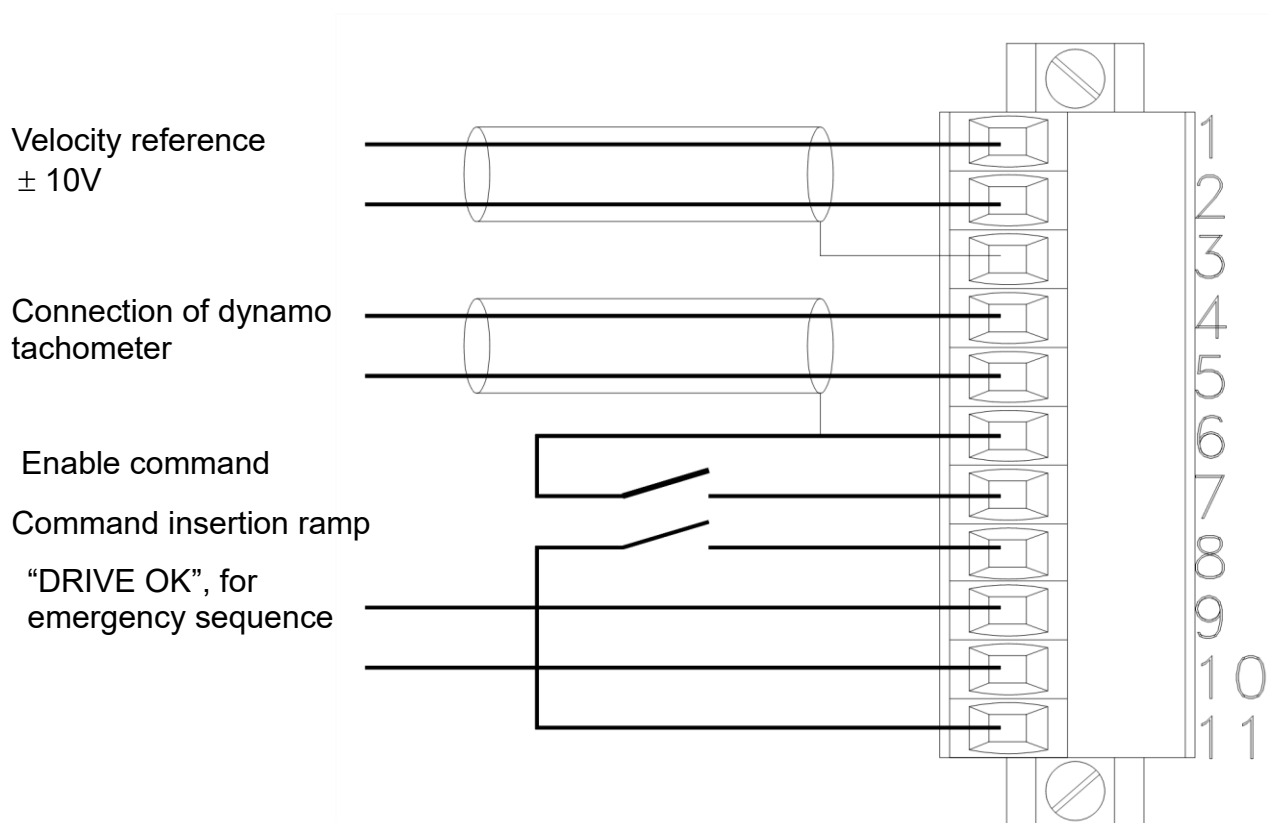 Velocity reference
± 10V
Connection of dynamo
tachometer
Enable command
Command insertion ramp
“DRIVE OK”, for
emergency sequence
1
2
3
4
5
6
7
8
9
10
11